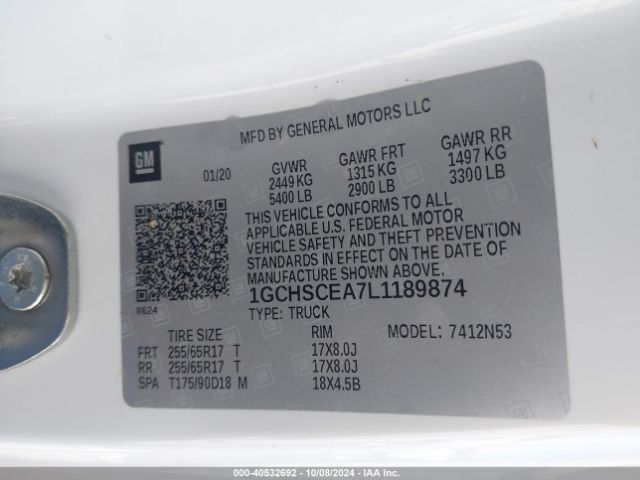 MFD BY GENERAL MOTORS LLC
GM
01/20
GVWR GAWR FRT GAWR RR
2449 KG 1315 KG 1497 KG
5400 LB 2900 LB 3300 LB
THIS VEHICLE CONFORMS TO ALL
APPLICABLE U.S. FEDERAL MOTOR
VEHICLE SAFETY AND THEFT PREVENTION
STANDARDS IN EFFECT ON THE DATE OF
MANUFACTURE SHOWN ABOVE.
8624
1GCHSCEA7L1189874
TYPE: TRUCK
TIRE SIZE RIM MODEL: 7412N53
FRT 255/65R17 T 17X8.0J
RR 255/65R17 T 17X8.0J
SPA T175/90D18 M 18X4.5B
000-40532692 - 10/08/2024 - IAA Inc.